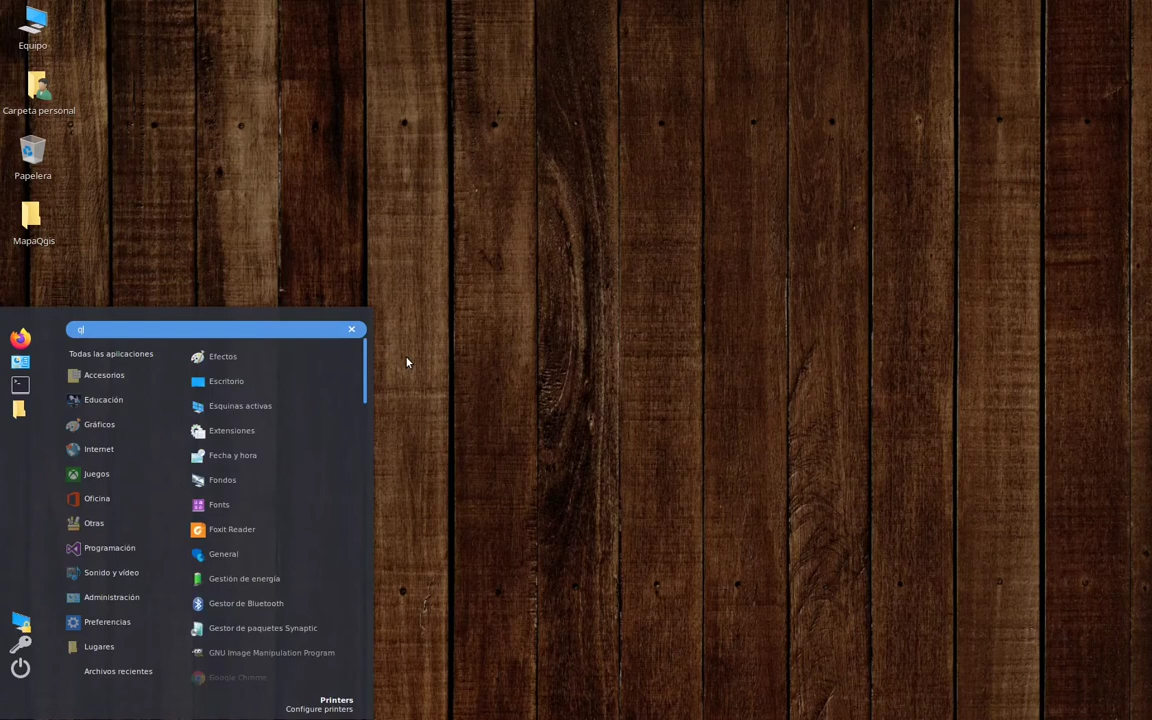 Equipo
Carpeta personal
Papelera
MapaQgis
q
Todas las aplicaciones
Accesorios
Educación
Gráficos
Internet
Juegos
Oficina
Otras
Programación
Sonido y vídeo
Administración
Preferencias
Lugares
Archivos recientes
Efectos
Escritorio
Esquinas activas
Extensiones
Fecha y hora
Fondos
Fonts
Foxit Reader
General
Gestión de energía
Gestor de Bluetooth
Gestor de paquetes Synaptic
GNU Image Manipulation Program
Google Chrome
Printers
Configure printers